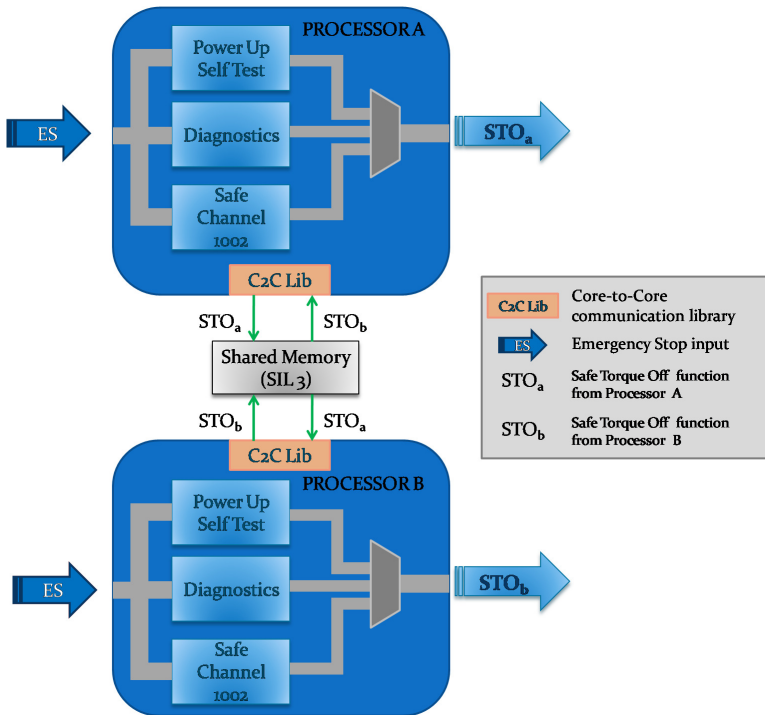 PROCESSOR A
Power Up
Self Test
ES
Diagnostics
STOa
Safe
Channel
1oo2
C2C Lib
STOa
STOb
Shared Memory
(SIL 3)
STOb
STOa
C2C Lib
PROCESSOR B
Power Up
Self Test
ES
Diagnostics
STOb
Safe
Channel
1oo2
C2C Lib
Core-to-Core
communication library
ES
Emergency Stop input
STOa
Safe Torque Off function
from Processor A
STOb
Safe Torque Off function
from Processor B